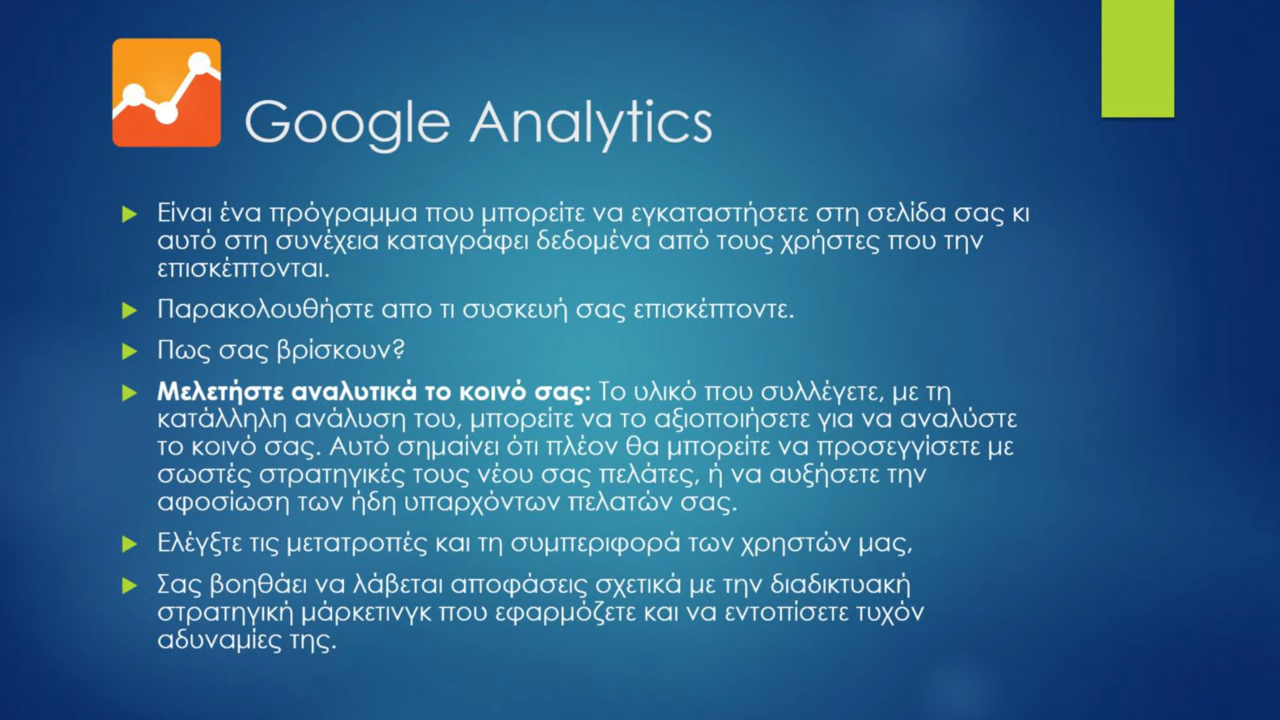 Google Analytics
Είναι ένα πρόγραμμα που μπορείτε να εγκαταστήσετε στη σελίδα σας κι
αυτό στη συνέχεια καταγράφει δεδομένα από τους χρήστες που την
επισκέπτονται.
Παρακολουθήστε απο τι συσκευή σας επισκέπτοντε.
Πως σας βρίσκουν?
Μελετήστε αναλυτικά το κοινό σας: Το υλικό που συλλέγετε, με τη
κατάλληλη ανάλυση του, μπορείτε να το αξιοποιήσετε για να αναλύστε
το κοινό σας. Αυτό σημαίνει ότι πλέον θα μπορείτε να προσεγγίσετε με
σωστές στρατηγικές τους νέου σας πελάτες, ή να αυξήσετε την
αφοσίωση των ήδη υπαρχόντων πελατών σας.
Ελέγξτε τις μετατροπές και τη συμπεριφορά των χρηστών μας,
Σας βοηθάει να λάβεται αποφάσεις σχετικά με την διαδικτυακή
στρατηγική μάρκετινγκ που εφαρμόζετε και να εντοπίσετε τυχόν
αδυναμίες της.